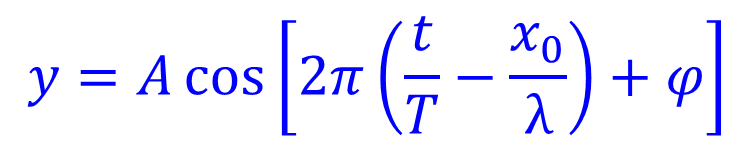 y = A cos [2π (t/T − x₀/λ) + φ]